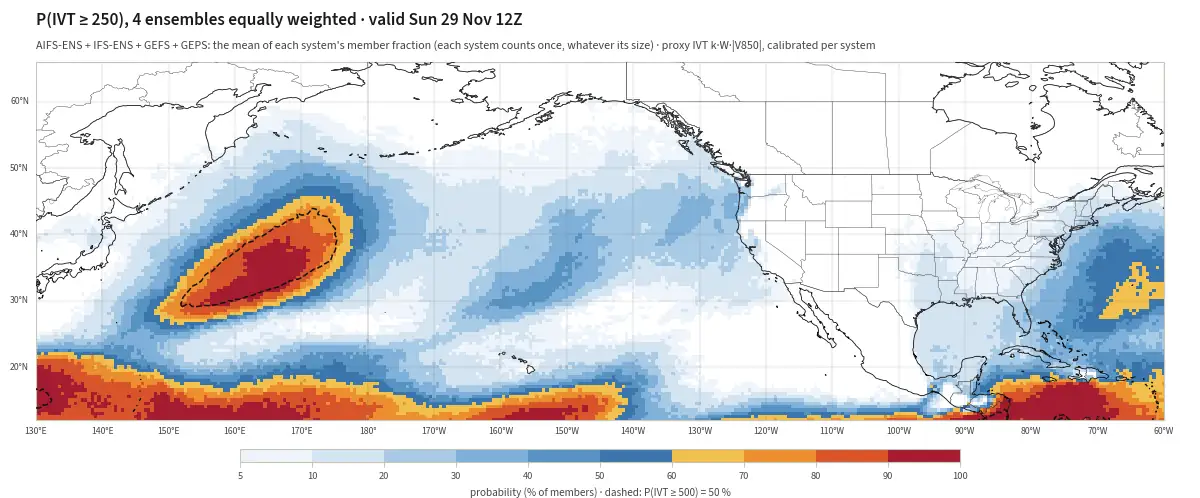 P(IVT ≥ 250), 4 ensembles equally weighted · valid Sun 29 Nov 12Z
AIFS-ENS + IFS-ENS + GEFS + GEPS: the mean of each system's member fraction (each system counts once, whatever its size) · proxy IVT k·W·|V850|, calibrated per system
60°N
50°N
40°N
30°N
20°N
130°E 140°E 150°E 160°E 170°E 180° 170°W 160°W 150°W 140°W 130°W 120°W 110°W 100°W 90°W 80°W 70°W 60°W
5 10 20 30 40 50 60 70 80 90 100
probability (% of members) · dashed: P(IVT ≥ 500) = 50 %